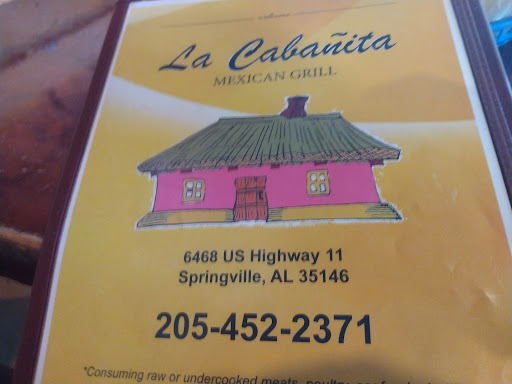 welcome
La Cabañita
MEXICAN GRILL
6468 US Highway 11
Springville, AL 35146
205-452-2371
*Consuming raw or undercooked meats, poultry,